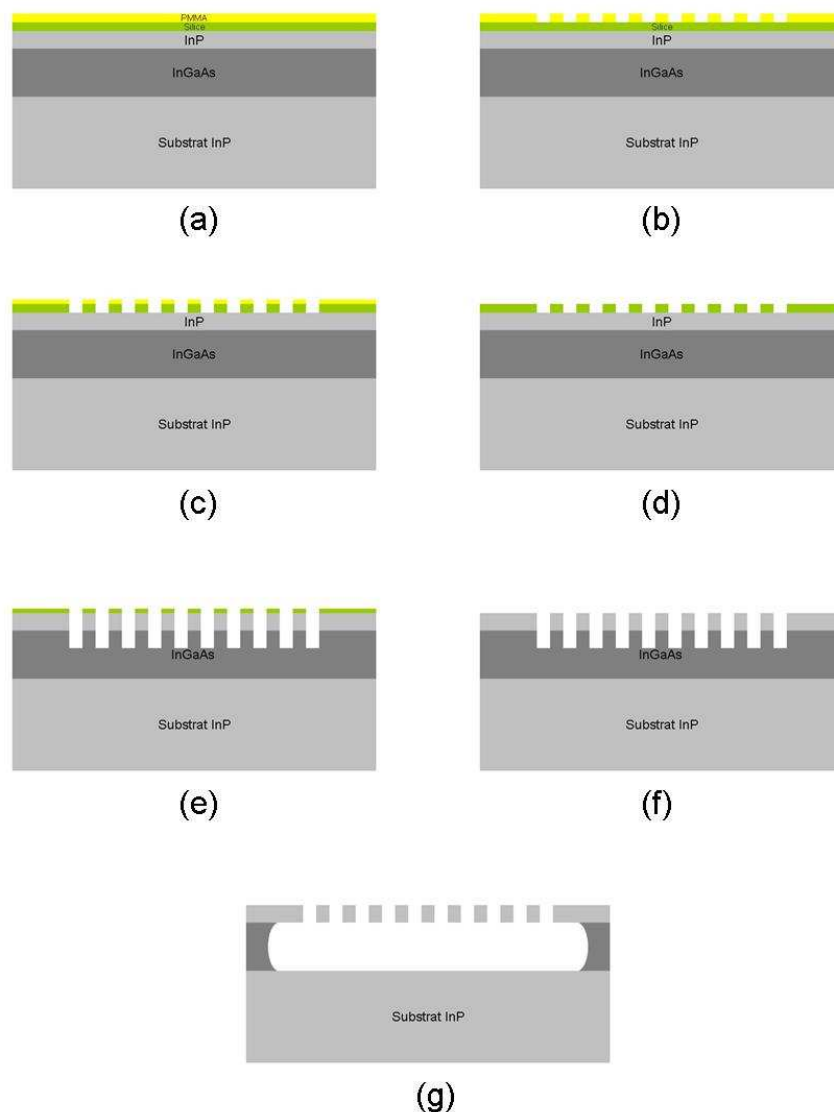 PMMA
Silice
InP
InGaAs
Substrat InP
(a)
Silice
InP
InGaAs
Substrat InP
(b)
InP
InGaAs
Substrat InP
(c)
InP
InGaAs
Substrat InP
(d)
InGaAs
Substrat InP
(e)
InGaAs
Substrat InP
(f)
Substrat InP
(g)